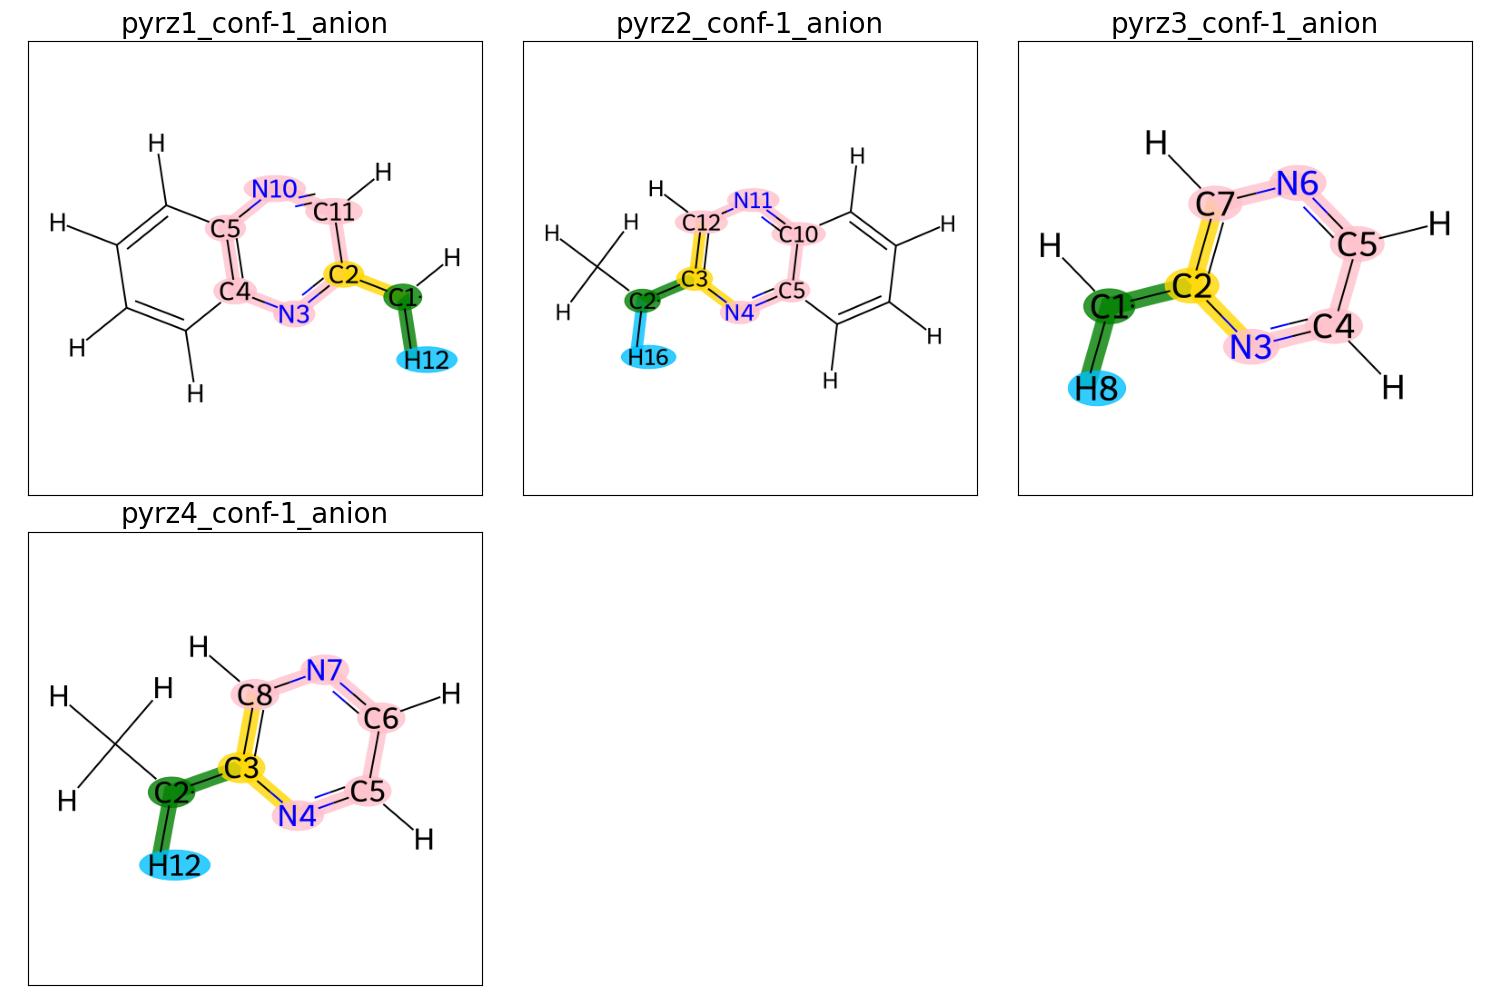 pyrz1_conf-1_anion
pyrz2_conf-1_anion
pyrz3_conf-1_anion
H
H
H
N10
C11
C5
H
C2
C1
C4
N3
H
H12
H
H
H
H
H
N11
C12
H
C10
C3
C2
C5
N4
H
H
H16
H
H
N6
C7
H
H
C5
C2
C1
C4
N3
H8
H
pyrz4_conf-1_anion
H
N7
H
H
C8
H
C6
C3
C2
C5
H
N4
H
H12